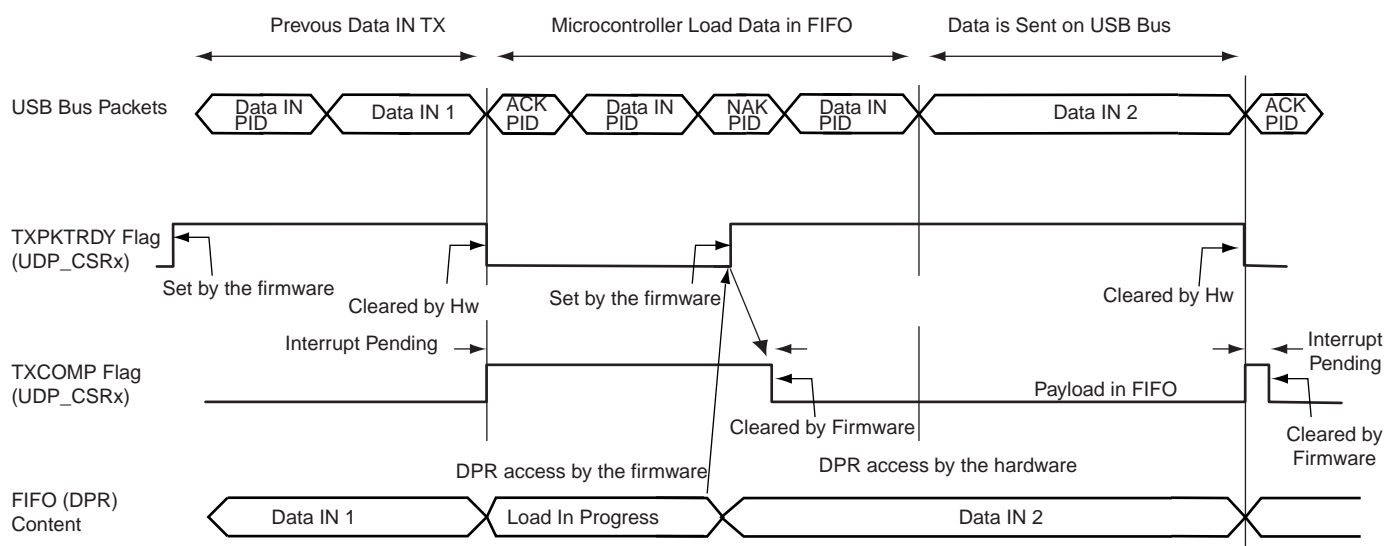 Prevous Data IN TX
Microcontroller Load Data in FIFO
Data is Sent on USB Bus
USB Bus Packets
Data IN
PID
Data IN 1
ACK
PID
Data IN
PID
NAK
PID
Data IN
PID
Data IN 2
ACK
PID
TXPKTRDY Flag
(UDP_CSRx)
Set by the firmware
Cleared by Hw
Set by the firmware
Cleared by Hw
Interrupt Pending
Interrupt
Pending
TXCOMP Flag
(UDP_CSRx)
Payload in FIFO
Cleared by Firmware
Cleared by
Firmware
DPR access by the firmware
DPR access by the hardware
FIFO (DPR)
Content
Data IN 1
Load In Progress
Data IN 2